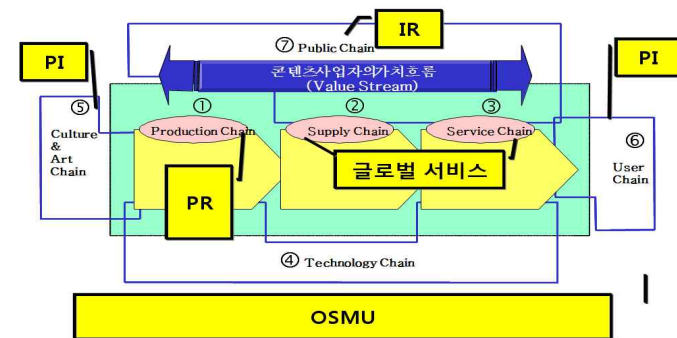 IR
⑦ Public Chain
PI
PI
콘텐츠사업자의가치흐름
(Value Stream)
⑤
Culture
&
Art
Chain
①
Production Chain
②
Supply Chain
③
Service Chain
⑥
User
Chain
글로벌 서비스
PR
④ Technology Chain
OSMU